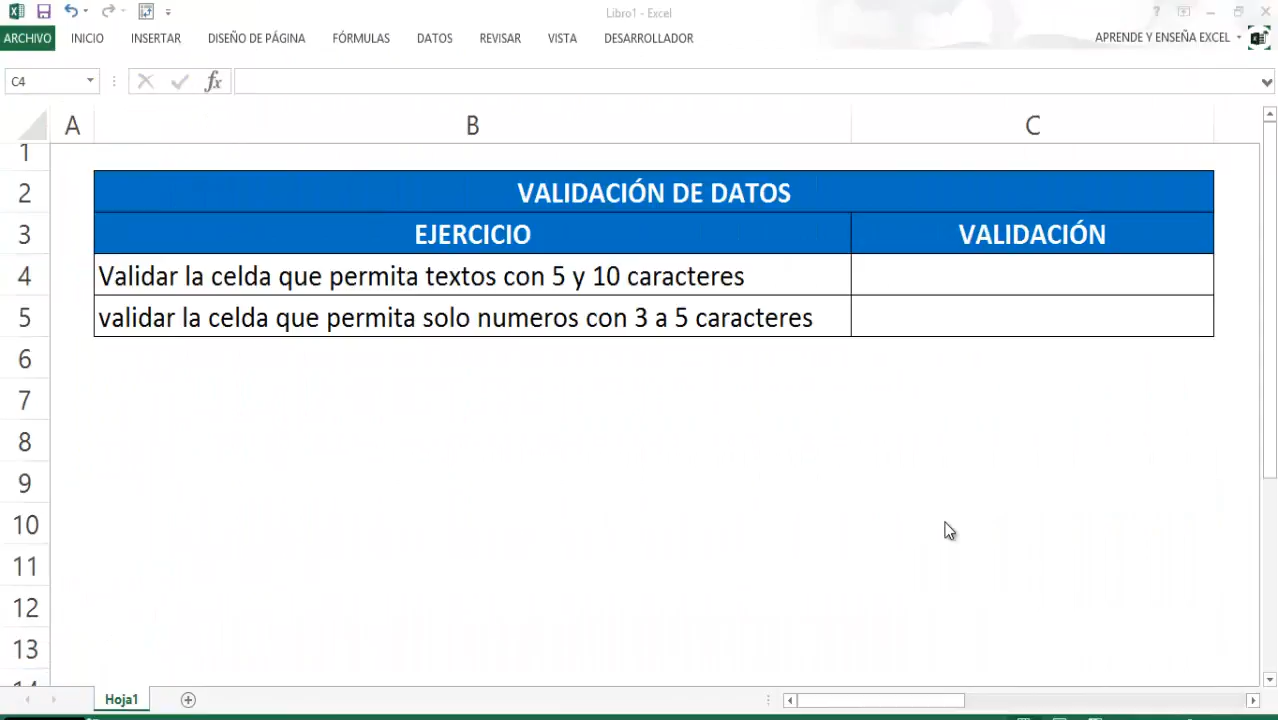 Libro1 - Excel
?
ARCHIVO INICIO INSERTAR DISEÑO DE PÁGINA FÓRMULAS DATOS REVISAR VISTA DESARROLLADOR APRENDE Y ENSEÑA EXCEL
C4 fx
A B C
1
2 VALIDACIÓN DE DATOS
3 EJERCICIO VALIDACIÓN
4 Validar la celda que permita textos con 5 y 10 caracteres
5 validar la celda que permita solo numeros con 3 a 5 caracteres
6
7
8
9
10
11
12
13
14
Hoja1